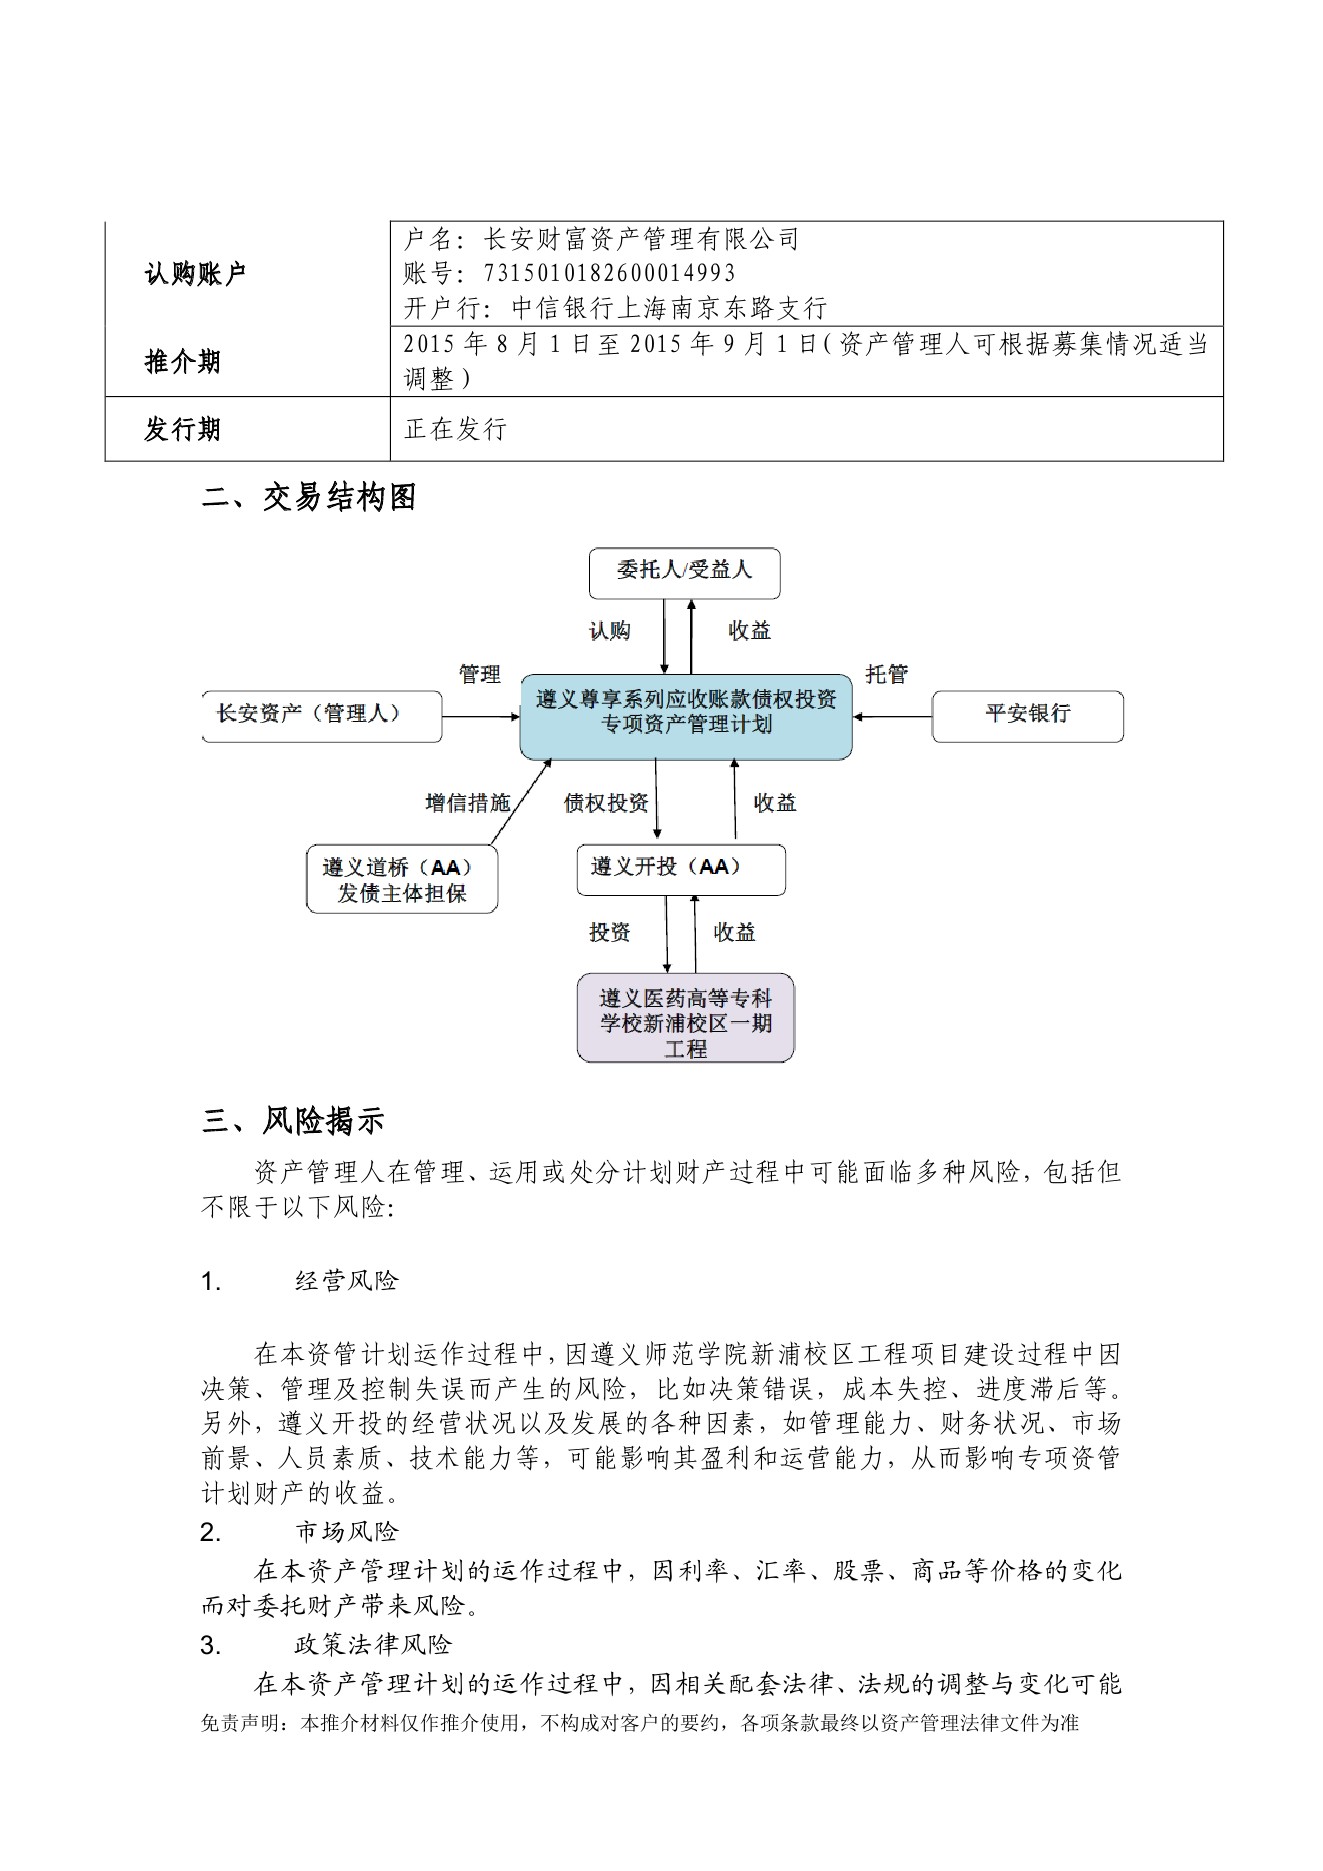 认购账户
户名：长安财富资产管理有限公司
账号：7315010182600014993
开户行：中信银行上海南京东路支行
推介期
2015 年 8 月 1 日至 2015 年 9 月 1 日(资产管理人可根据募集情况适当
调整)
发行期
正在发行
二、交易结构图
委托人/受益人
认购
收益
管理
托管
长安资产（管理人）
遵义尊享系列应收账款债权投资
专项资产管理计划
平安银行
增信措施
债权投资
收益
遵义道桥（AA）
发债主体担保
遵义开投（AA）
投资
收益
遵义医药高等专科
学校新浦校区一期
工程
三、风险揭示
资产管理人在管理、运用或处分计划财产过程中可能面临多种风险，包括但
不限于以下风险：
1. 经营风险
在本资管计划运作过程中，因遵义师范学院新浦校区工程项目建设过程中因
决策、管理及控制失误而产生的风险，比如决策错误，成本失控、进度滞后等。
另外，遵义开投的经营状况以及发展的各种因素，如管理能力、财务状况、市场
前景、人员素质、技术能力等，可能影响其盈利和运营能力，从而影响专项资管
计划财产的收益。
2. 市场风险
在本资产管理计划的运作过程中，因利率、汇率、股票、商品等价格的变化
而对委托财产带来风险。
3. 政策法律风险
在本资产管理计划的运作过程中，因相关配套法律、法规的调整与变化可能
免责声明：本推介材料仅作推介使用，不构成对客户的要约，各项条款最终以资产管理法律文件为准